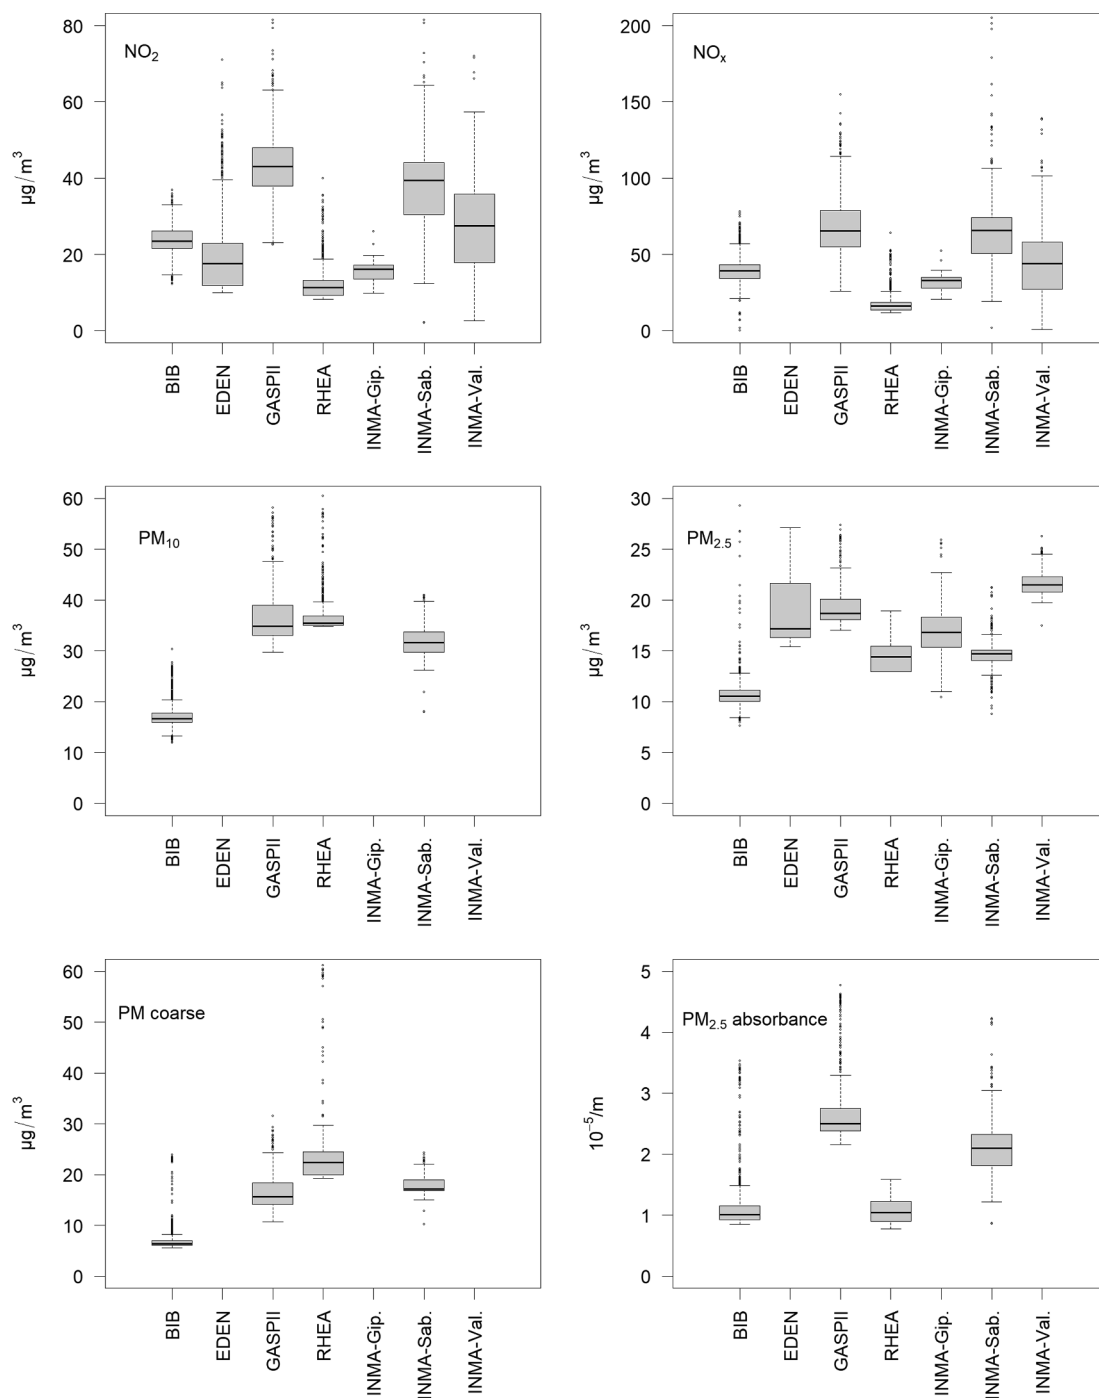 NO₂
80
60
40
20
0
µg/m³
BIB
EDEN
GASPII
RHEA
INMA-Gip.
INMA-Sab.
INMA-Val.
NOₓ
200
150
100
50
0
µg/m³
BIB
EDEN
GASPII
RHEA
INMA-Gip.
INMA-Sab.
INMA-Val.
PM₁₀
60
50
40
30
20
10
0
µg/m³
BIB
EDEN
GASPII
RHEA
INMA-Gip.
INMA-Sab.
INMA-Val.
PM₂.₅
30
25
20
15
10
5
0
µg/m³
BIB
EDEN
GASPII
RHEA
INMA-Gip.
INMA-Sab.
INMA-Val.
PM coarse
60
50
40
30
20
10
0
µg/m³
BIB
EDEN
GASPII
RHEA
INMA-Gip.
INMA-Sab.
INMA-Val.
PM₂.₅ absorbance
5
4
3
2
1
0
10⁻⁵/m
BIB
EDEN
GASPII
RHEA
INMA-Gip.
INMA-Sab.
INMA-Val.